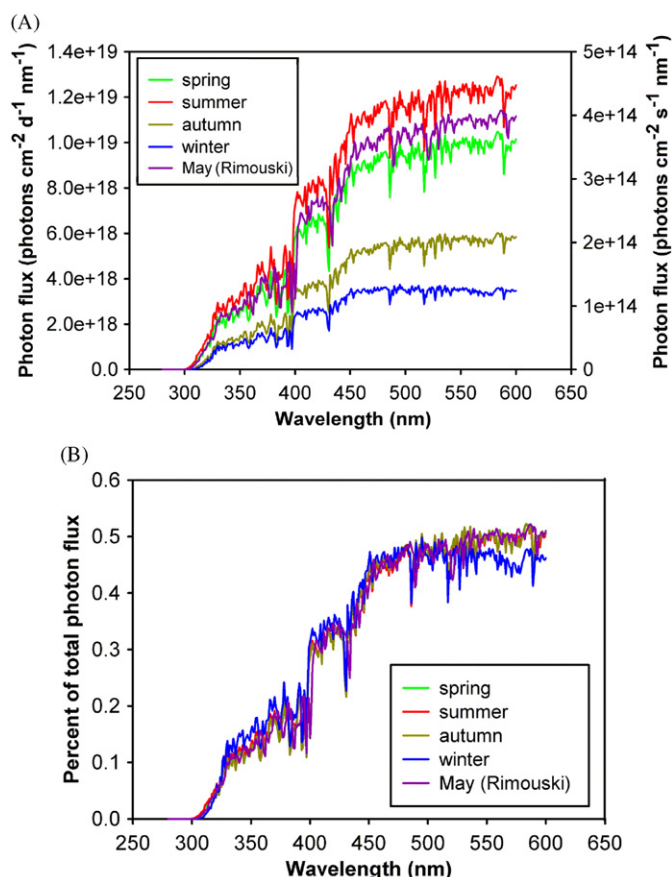 (A)
Photon flux (photons cm⁻² d⁻¹ nm⁻¹)
1.4e+19
1.2e+19
1.0e+19
8.0e+18
6.0e+18
4.0e+18
2.0e+18
0.0
spring
summer
autumn
winter
May (Rimouski)
5e+14
4e+14
3e+14
2e+14
1e+14
0
Photon flux (photons cm⁻² s⁻¹ nm⁻¹)
250 300 350 400 450 500 550 600 650
Wavelength (nm)
(B)
Percent of total photon flux
0.6
0.5
0.4
0.3
0.2
0.1
0.0
spring
summer
autumn
winter
May (Rimouski)
250 300 350 400 450 500 550 600 650
Wavelength (nm)